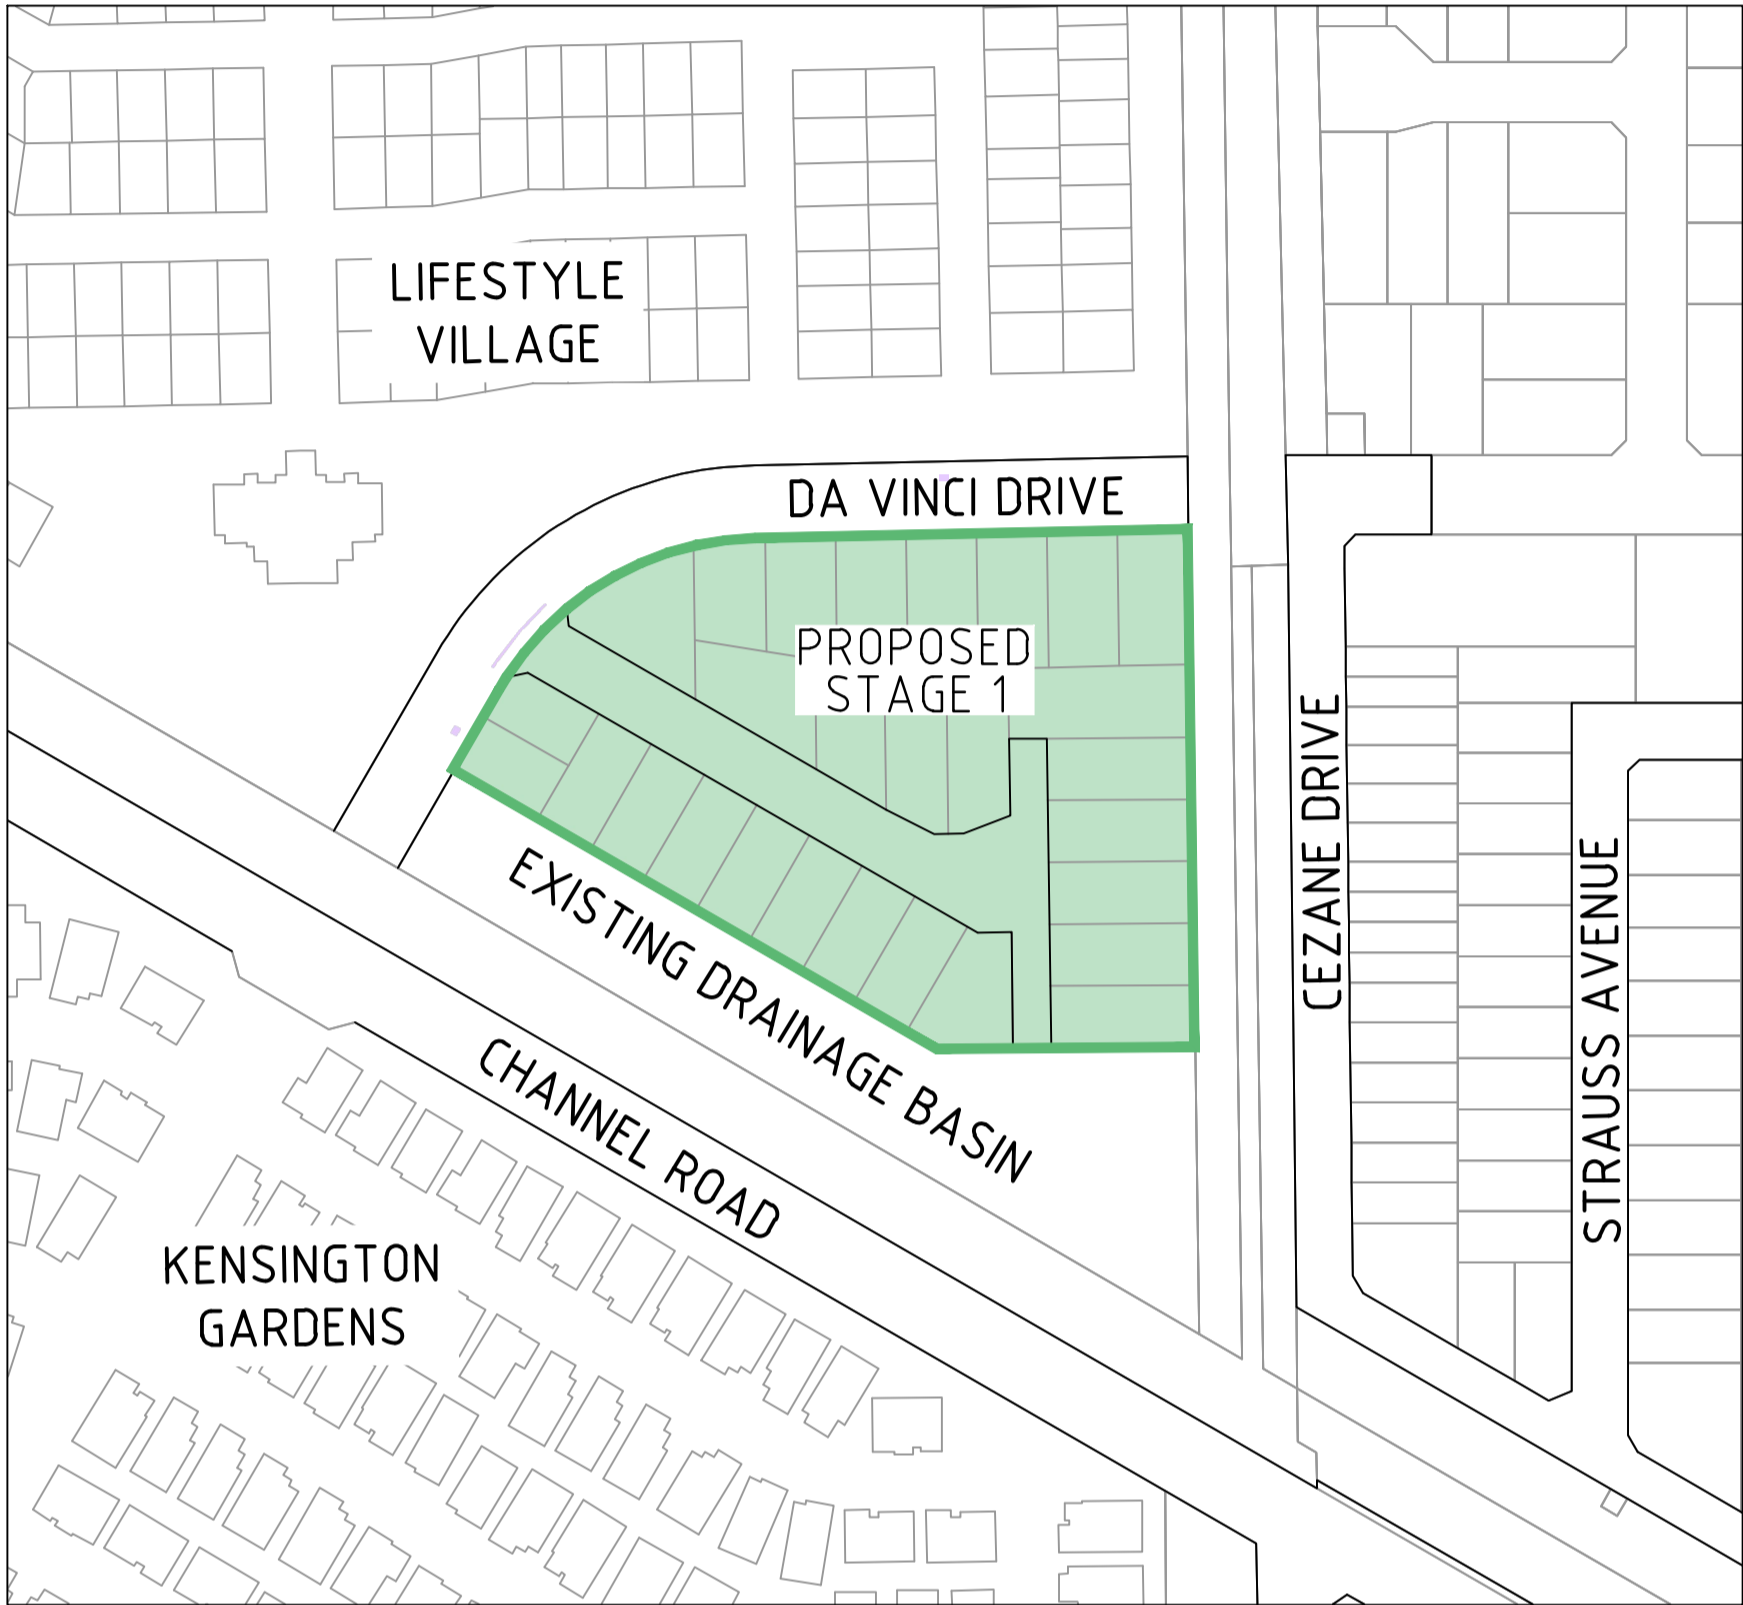 LIFESTYLE
VILLAGE
DA VINCI DRIVE
PROPOSED
STAGE 1
CEZANE DRIVE
STRAUSS AVENUE
EXISTING DRAINAGE BASIN
CHANNEL ROAD
KENSINGTON
GARDENS